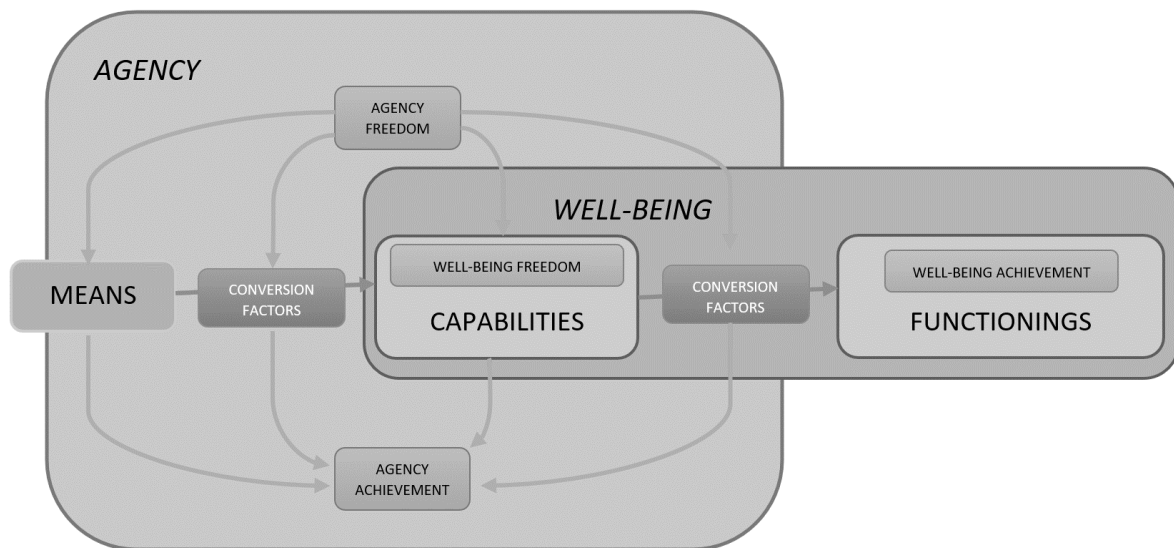 AGENCY
AGENCY
FREEDOM
WELL-BEING
MEANS
CONVERSION
FACTORS
WELL-BEING FREEDOM
CAPABILITIES
CONVERSION
FACTORS
WELL-BEING ACHIEVEMENT
FUNCTIONINGS
AGENCY
ACHIEVEMENT